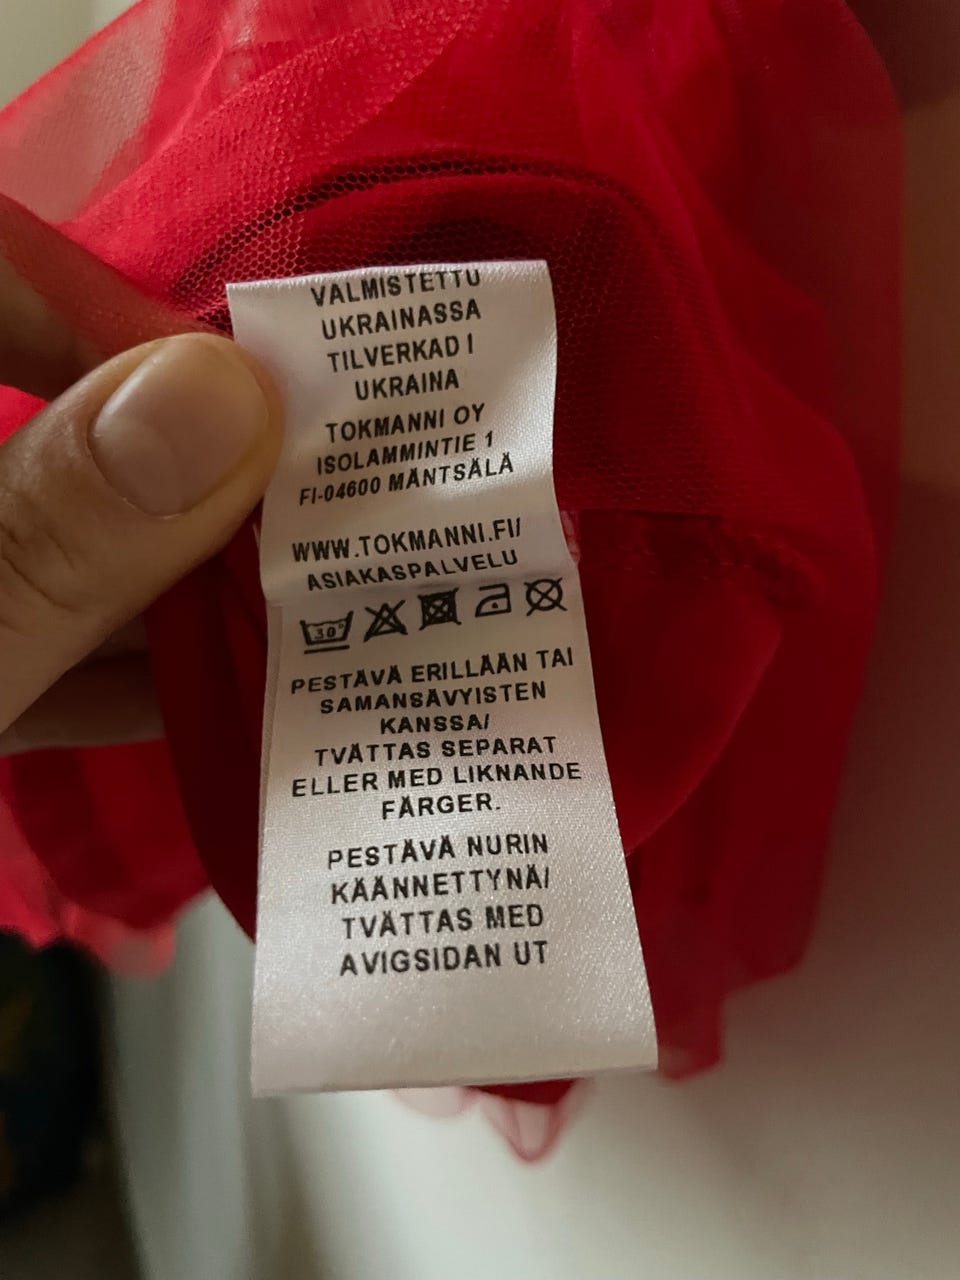 VALMISTETTU
UKRAINASSA
TILVERKAD I
UKRAINA
TOKMANNI OY
ISOLAMMINTIE 1
FI-04600 MÄNTSÄLÄ
WWW.TOKMANNI.FI/
ASIAKASPALVELU
30°
PESTÄVÄ ERILLÄÄN TAI
SAMANSÄVYISTEN
KANSSA/
TVÄTTAS SEPARAT
ELLER MED LIKNANDE
FÄRGER.
PESTÄVÄ NURIN
KÄÄNNETTYNÄ/
TVÄTTAS MED
AVIGSIDAN UT